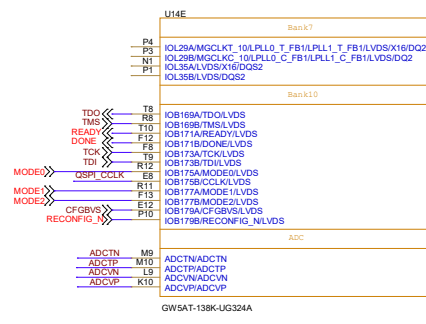 U14E
Bank7
P4 IOL29A/MGCLKT_10/LPLL0_T_FB1/LPLL1_T_FB1/LVDS/X16/DQ2
P3 IOL29B/MGCLKC_10/LPLL0_C_FB1/LPLL1_C_FB1/LVDS/DQ2
N1 IOL35A/LVDS/X16/DQS2
P1 IOL35B/LVDS/DQS2
Bank10
TDO T8 IOB169A/TDO/LVDS
TMS R8 IOB169B/TMS/LVDS
READY T10 IOB171A/READY/LVDS
DONE F12 IOB171B/DONE/LVDS
TCK F8 IOB173A/TCK/LVDS
TDI T9 IOB173B/TDI/LVDS
MODE0 R12 IOB175A/MODE0/LVDS
QSPI_CCLK E8 IOB175B/CCLK/LVDS
MODE1 R11 IOB177A/MODE1/LVDS
MODE2 F13 IOB177B/MODE2/LVDS
CFGBVS E12 IOB179A/CFGBVS/LVDS
RECONFIG_N P10 IOB179B/RECONFIG_N/LVDS
ADC
ADCTN M9 ADCTN/ADCTN
ADCTP M10 ADCTP/ADCTP
ADCVN L9 ADCVN/ADCVN
ADCVP K10 ADCVP/ADCVP
GW5AT-138K-UG324A